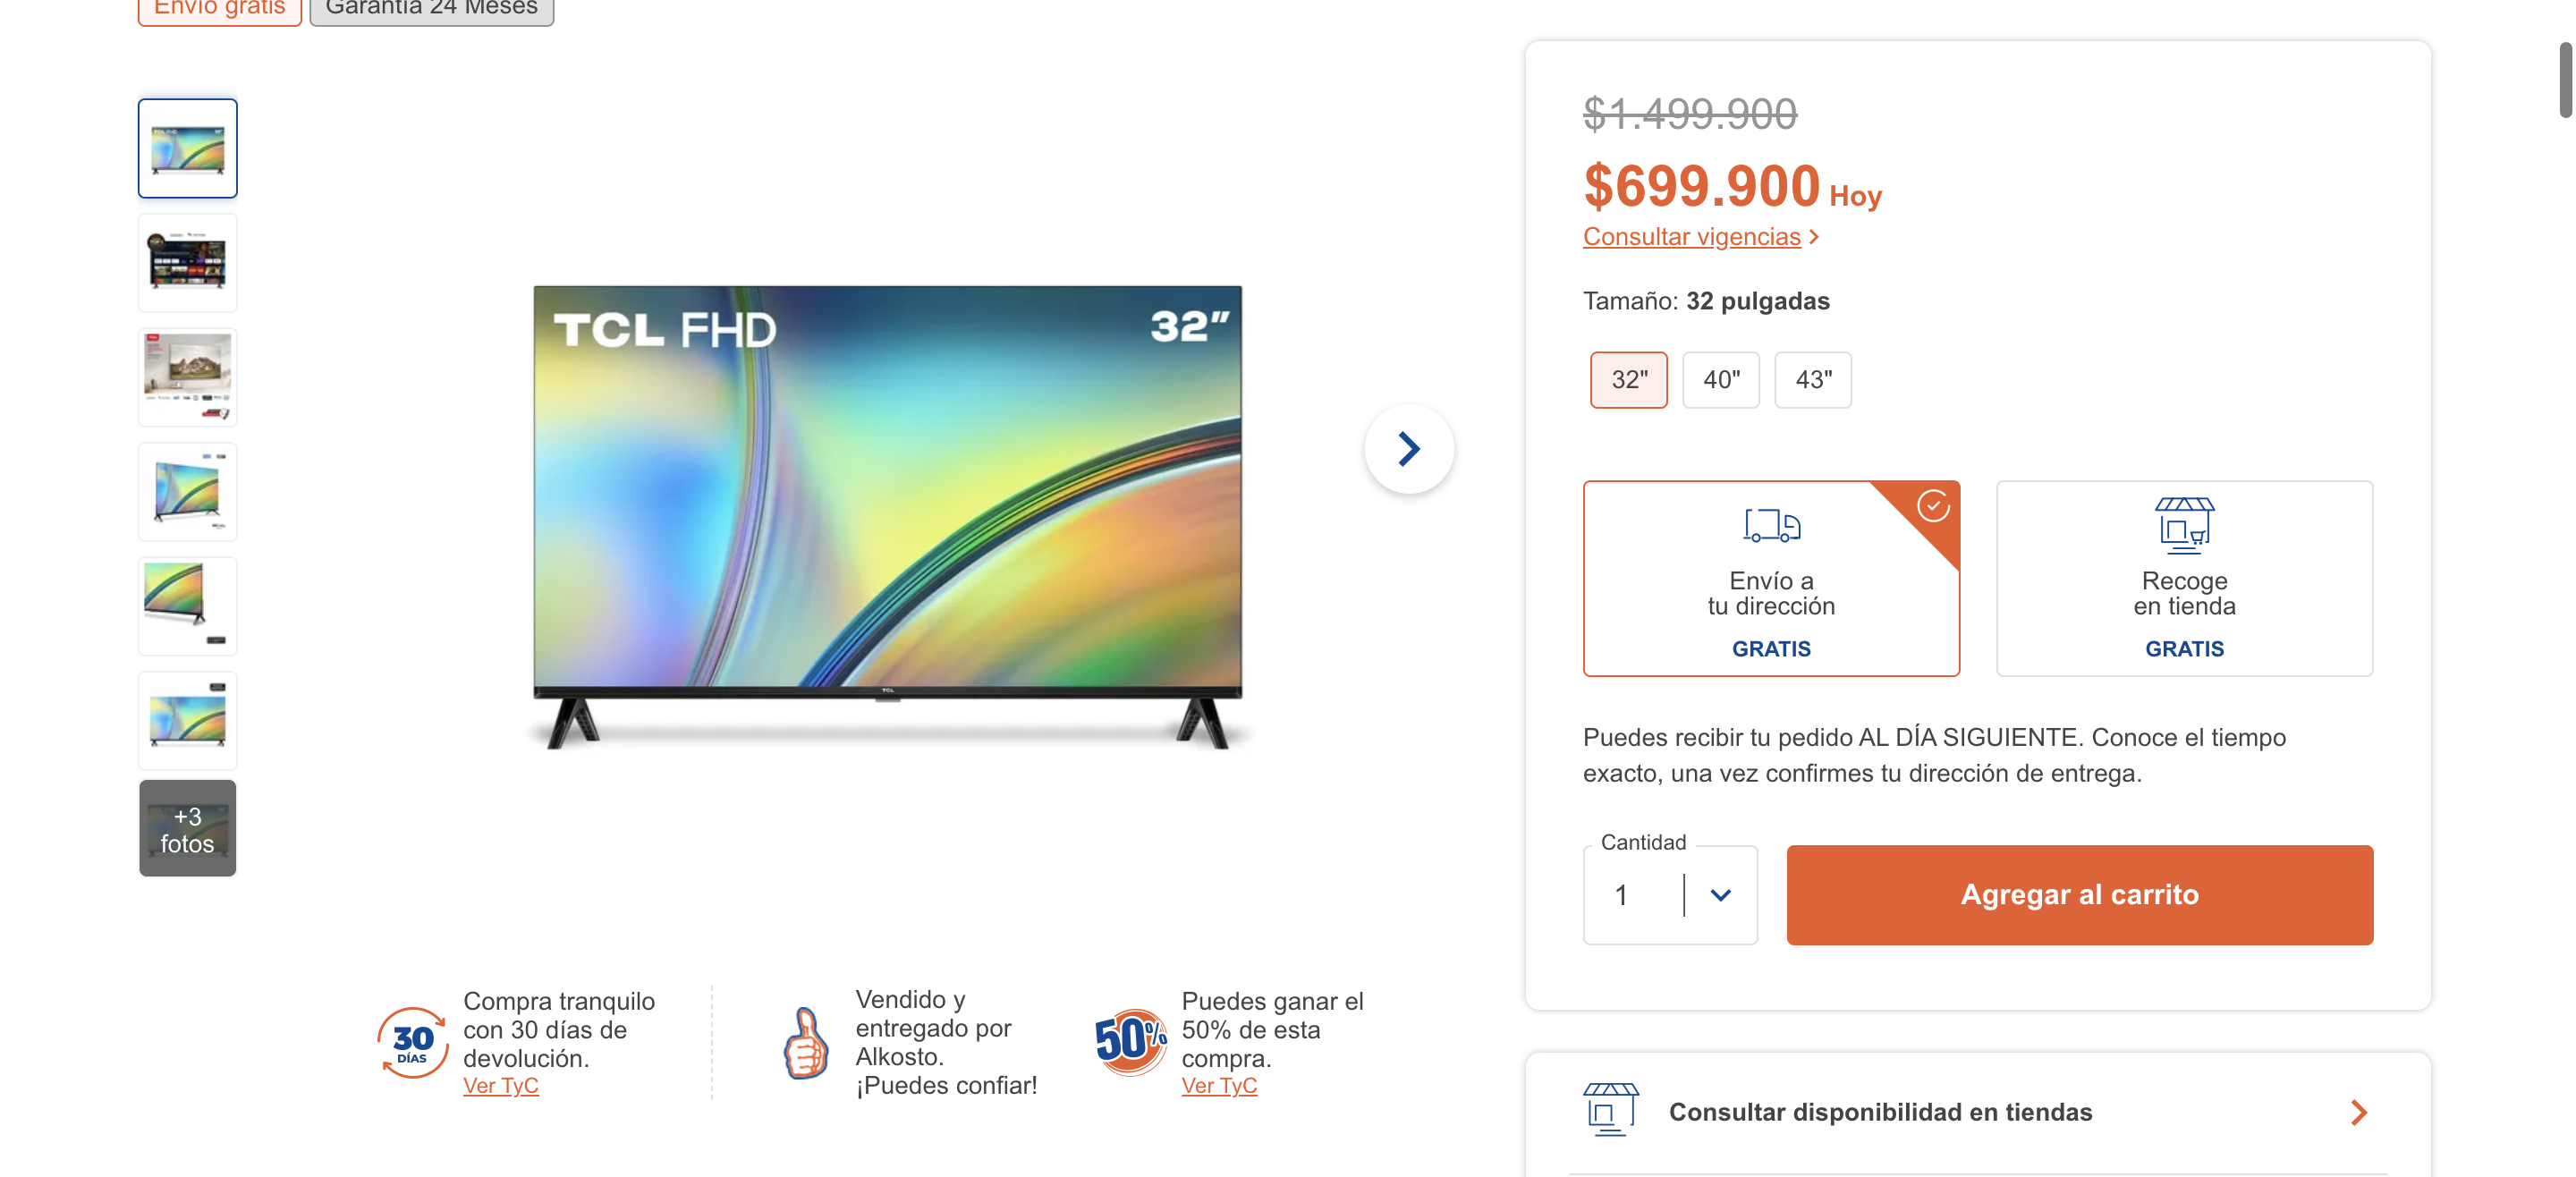 Envío gratis
Garantía 24 Meses
TCL FHD
32"
TCL
+3
fotos
30
DÍAS
Compra tranquilo
con 30 días de
devolución.
Ver TyC
Vendido y
entregado por
Alkosto.
¡Puedes confiar!
50%
Puedes ganar el
50% de esta
compra.
Ver TyC
$1.499.900
$699.900 Hoy
Consultar vigencias
Tamaño: 32 pulgadas
32"
40"
43"
Envío a
tu dirección
GRATIS
Recoge
en tienda
GRATIS
Puedes recibir tu pedido AL DÍA SIGUIENTE. Conoce el tiempo
exacto, una vez confirmes tu dirección de entrega.
Cantidad
1
Agregar al carrito
Consultar disponibilidad en tiendas